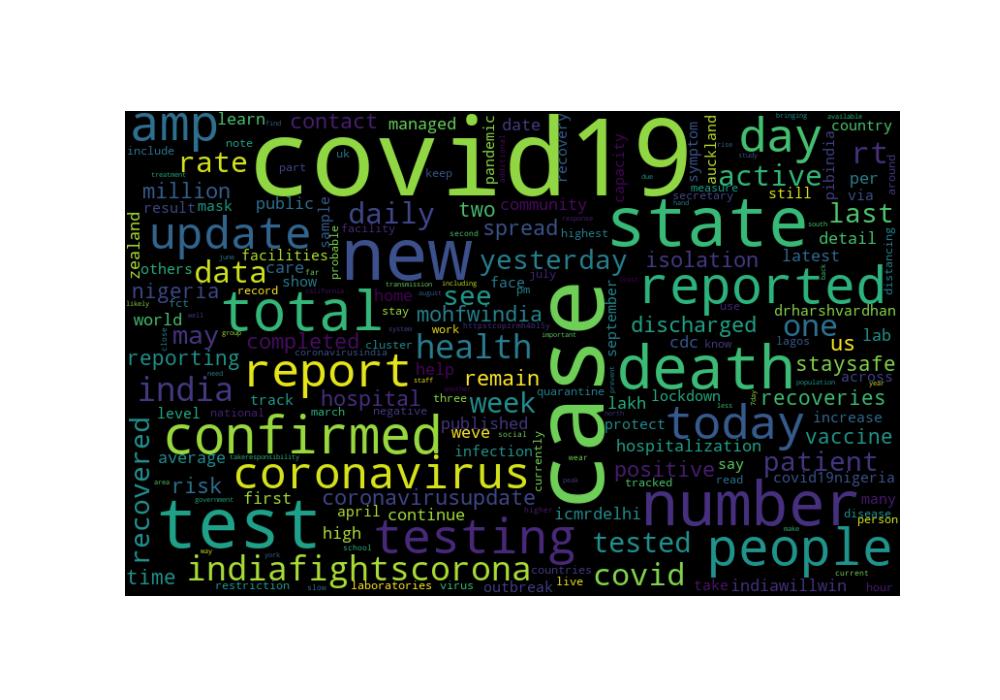 amp
learn
contact
managed
covid19
pandemic
date
recovery
symptom
auckland
day
country
bringing
available
note
include
rate
part
uk
keep
capacity
active
rt
pibindia
around
treatment
million
result
mask
public
sample
daily
two
community
measure
secretary
still
per
via
study
due
hand
zealand
update
facility
spread
highest
response
state
last
south
detail
distancing
facilities
probable
new
second
yesterday
isolation
latest
others
data
care
show
far
transmission
including
face
pm
july
reported
back
nigeria
june
record
home
august
see
likely
fct
total
stay
mohfwindia
september
use
drharshvardhan
world
well
group
may
system
work
httpstcopzrmh4bl5y
important
discharged
one
lab
close
completed
cluster
health
case
cdc
know
lagos
us
reporting
coronavirusindia
death
staysafe
across
need
report
help
remain
india
staff
hospital
quarantine
population
year
track
three
week
lakh
lockdown
7day
less
recoveries
level
national
march
negative
published
north
protect
today
increase
confirmed
weve
social
vaccine
recovered
average
takeresponsibility
infection
currently
wear
hospitalization
say
patient
area
coronavirus
peak
positive
tracked
read
covid19nigeria
risk
first
coronavirusupdate
government
higher
number
many
test
april
continue
icmrdelhi
disease
person
high
testing
tested
make
people
way
york
school
time
indiafightscorona
countries
covid
current
restriction
slow
laboratories
virus
outbreak
live
take
indiawillwin
hour